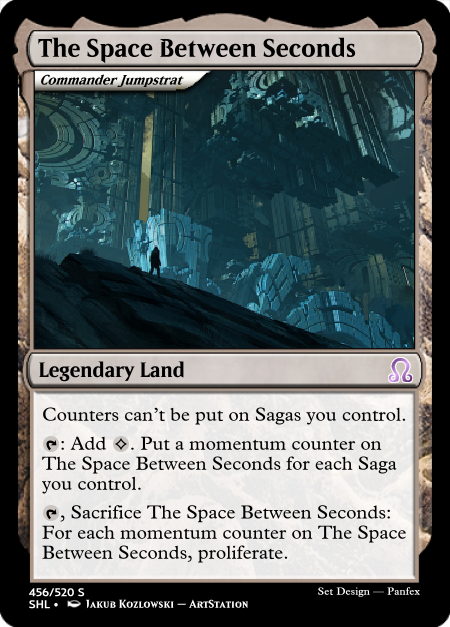 The Space Between Seconds
Commander Jumpstrat
Legendary Land
Counters can't be put on Sagas you control.
: Add . Put a momentum counter on
The Space Between Seconds for each Saga
you control.
, Sacrifice The Space Between Seconds:
For each momentum counter on The Space
Between Seconds, proliferate.
456/520 S
Set Design — Panfex
SHL • Jakub Kozlowski — ArtStation